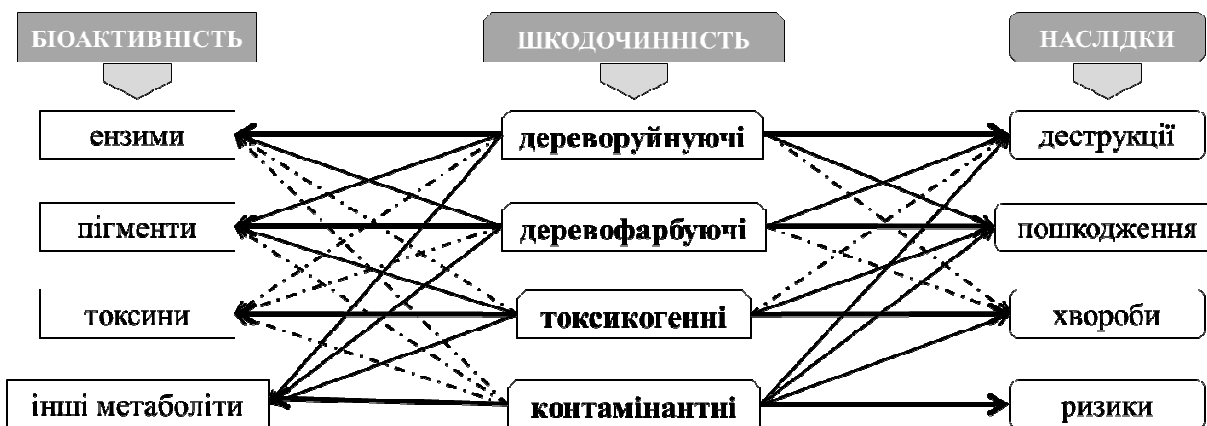 БІОАКТИВНІСТЬ ШКОДОЧИННІСТЬ НАСЛІДКИ
ензими дереворуйнуючі деструкції
пігменти деревофарбуючі пошкодження
токсини токсикогенні хвороби
інші метаболіти контамінантні ризики